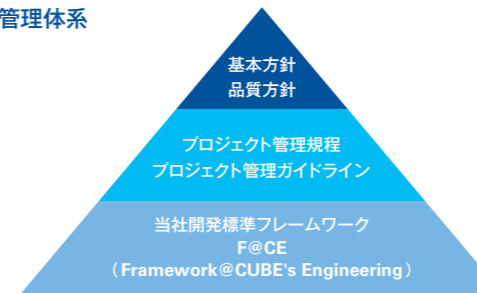 管理体系
基本方針
品質方針
プロジェクト管理規程
プロジェクト管理ガイドライン
当社開発標準フレームワーク
F@CE
（Framework@CUBE's Engineering）